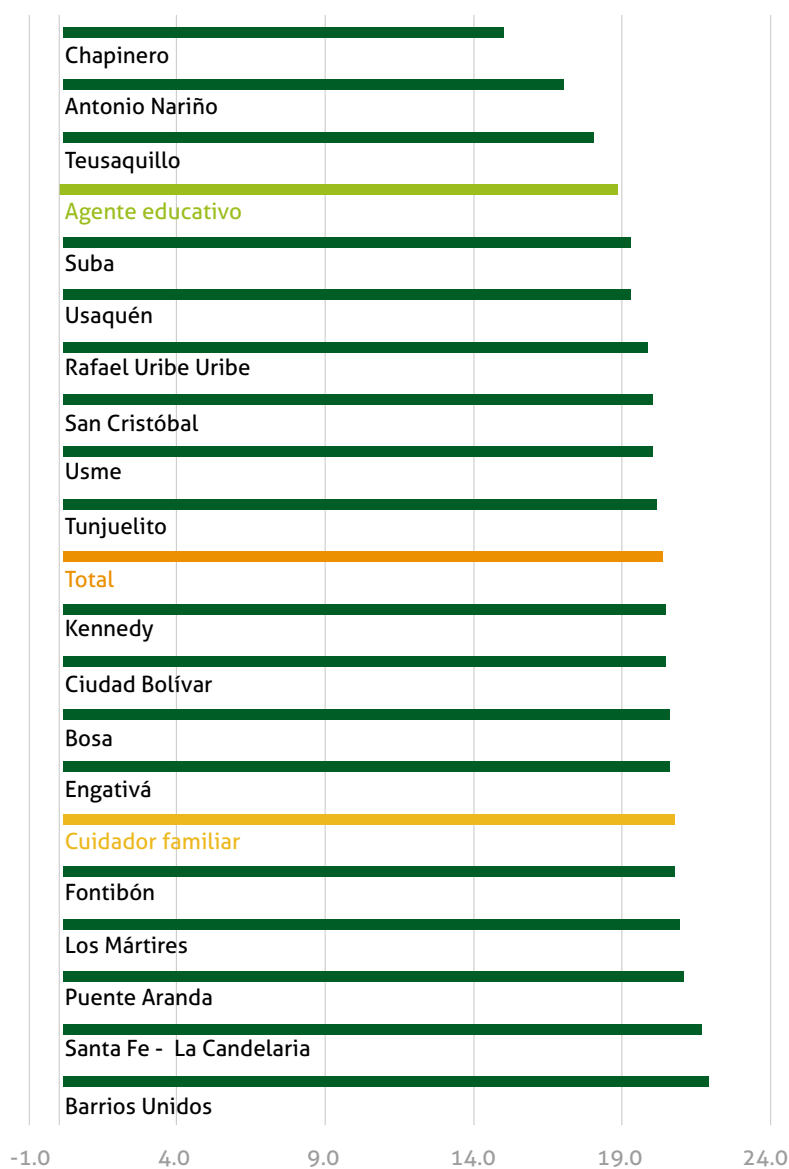 Chapinero
Antonio Nariño
Teusaquillo
Agente educativo
Suba
Usaquén
Rafael Uribe Uribe
San Cristóbal
Usme
Tunjuelito
Total
Kennedy
Ciudad Bolívar
Bosa
Engativá
Cuidador familiar
Fontibón
Los Mártires
Puente Aranda
Santa Fe - La Candelaria
Barrios Unidos
-1.0 4.0 9.0 14.0 19.0 24.0